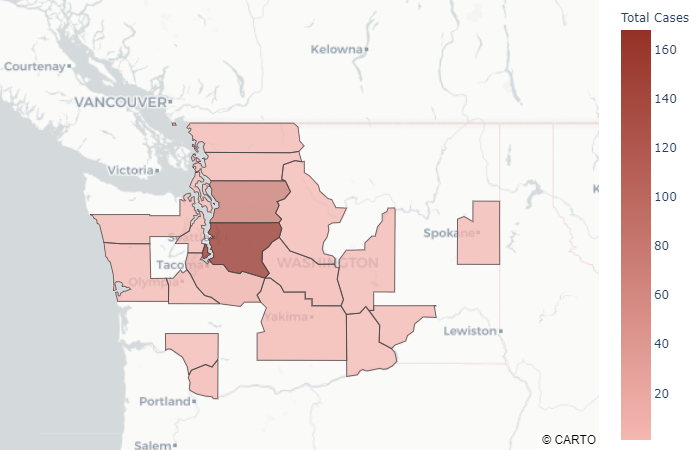 Total Cases
160
140
120
100
80
60
40
20
Kelowna
Courtenay
VANCOUVER
Victoria
Seattle
Spokane
Tacoma
WASHINGTON
Olympia
Yakima
Lewiston
Portland
Salem
K
© CARTO